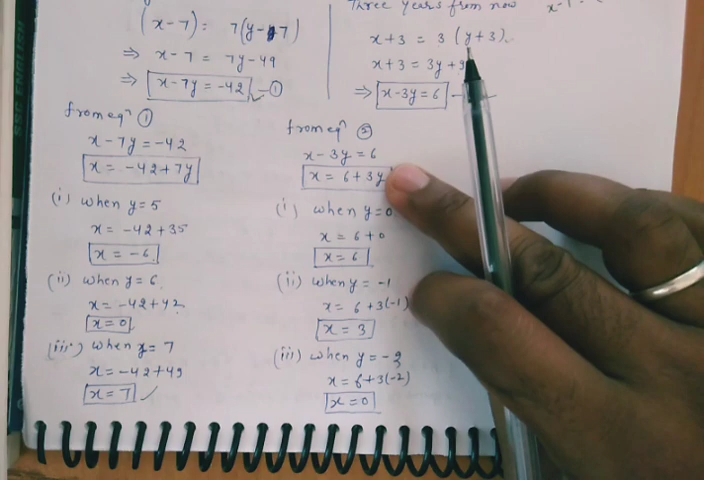 (x-7) = 7(y-7)
⇒ x-7 = 7y-49
⇒ x-7y=-42 —①
from eqⁿ ①
x-7y=-42
x=-42+7y
(i) when y=5
x=-42+35
x=-6
(ii) when y=6
x=-42+42
x=0
(iii) when y=7
x=-42+49
x=7 ✓
Three years from now
x+3 = 3(y+3)
x+3 = 3y+9
⇒ x-3y=6
from eqⁿ ②
x-3y=6
x=6+3y
(i) when y=0
x=6+0
x=6
(ii) when y=-1
x=6+3(-1)
x=3
(iii) when y=-2
x=6+3(-2)
x=0